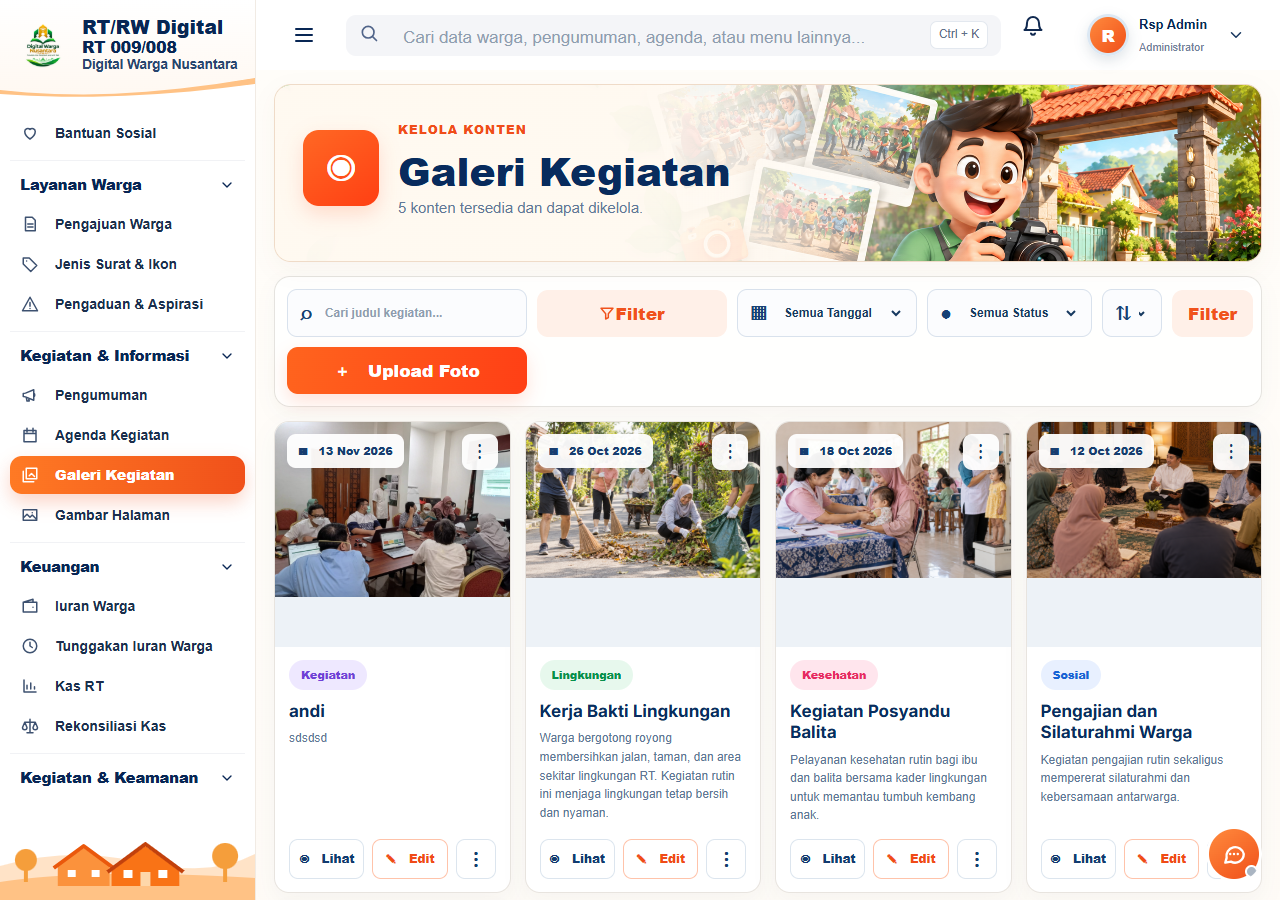 RT/RW Digital
RT 009/008
Digital Warga Nusantara
Bantuan Sosial
Layanan Warga
Pengajuan Warga
Jenis Surat & Ikon
Pengaduan & Aspirasi
Kegiatan & Informasi
Pengumuman
Agenda Kegiatan
Galeri Kegiatan
Gambar Halaman
Keuangan
Iuran Warga
Tunggakan Iuran Warga
Kas RT
Rekonsiliasi Kas
Kegiatan & Keamanan
Cari data warga, pengumuman, agenda, atau menu lainnya...
Ctrl + K
R
Rsp Admin
Administrator
KELOLA KONTEN
Galeri Kegiatan
5 konten tersedia dan dapat dikelola.
Cari judul kegiatan...
Filter
Semua Tanggal
Semua Status
Filter
+ Upload Foto
13 Nov 2026
Kegiatan
andi
sdsdsd
Lihat
Edit
26 Oct 2026
Lingkungan
Kerja Bakti Lingkungan
Warga bergotong royong
membersihkan jalan, taman, dan area
sekitar lingkungan RT. Kegiatan rutin
ini menjaga lingkungan tetap bersih
dan nyaman.
Lihat
Edit
18 Oct 2026
Kesehatan
Kegiatan Posyandu
Balita
Pelayanan kesehatan rutin bagi ibu
dan balita bersama kader lingkungan
untuk memantau tumbuh kembang
anak.
Lihat
Edit
12 Oct 2026
Sosial
Pengajian dan
Silaturahmi Warga
Kegiatan pengajian rutin sekaligus
mempererat silaturahmi dan
kebersamaan antarwarga.
Lihat
Edit